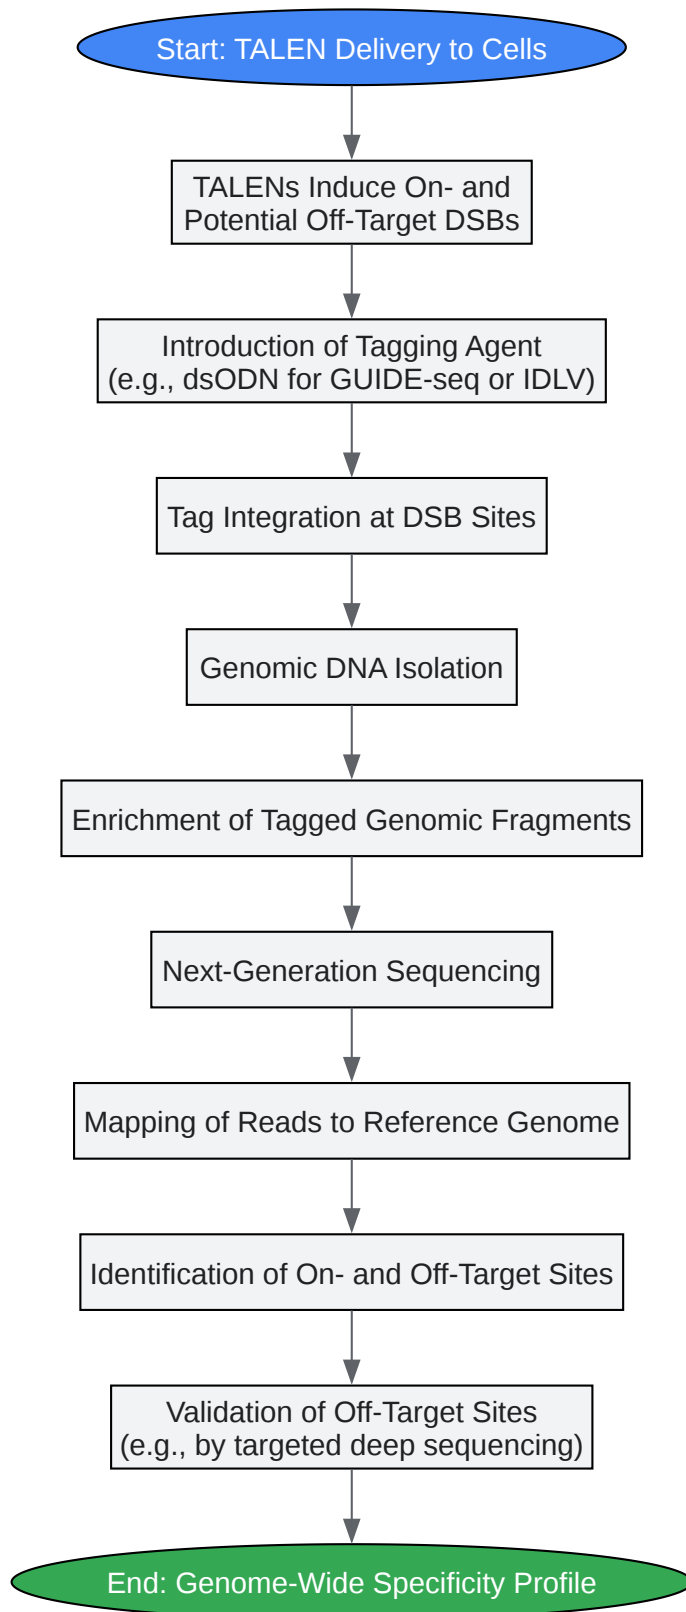 Start: TALEN Delivery to Cells
TALENs Induce On- and
Potential Off-Target DSBs
Introduction of Tagging Agent
(e.g., dsODN for GUIDE-seq or IDLV)
Tag Integration at DSB Sites
Genomic DNA Isolation
Enrichment of Tagged Genomic Fragments
Next-Generation Sequencing
Mapping of Reads to Reference Genome
Identification of On- and Off-Target Sites
Validation of Off-Target Sites
(e.g., by targeted deep sequencing)
End: Genome-Wide Specificity Profile